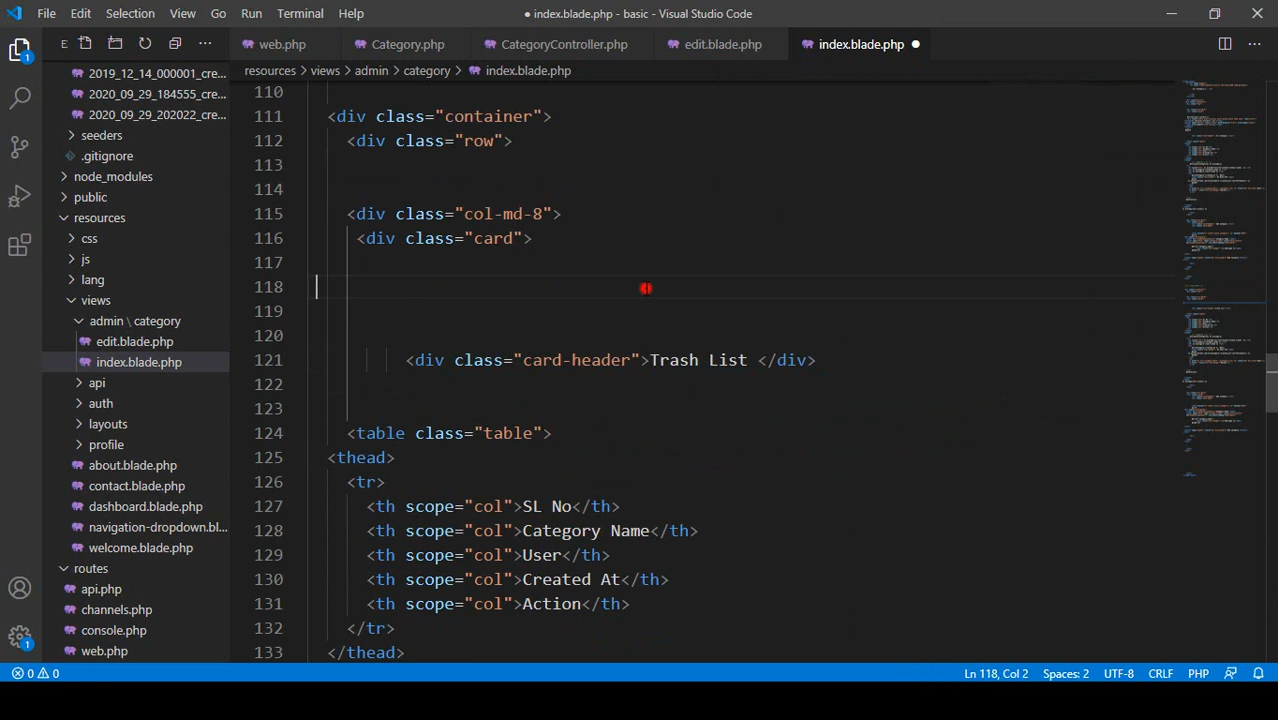 File Edit Selection View Go Run Terminal Help
● index.blade.php - basic - Visual Studio Code
E
web.php
Category.php
CategoryController.php
edit.blade.php
index.blade.php
resources > views > admin > category > index.blade.php
1
2019_12_14_000001_cre...
2020_09_29_184555_cre...
2020_09_29_202022_cre...
seeders
.gitignore
node_modules
public
resources
css
js
lang
views
admin \ category
edit.blade.php
index.blade.php
api
auth
layouts
profile
about.blade.php
contact.blade.php
dashboard.blade.php
navigation-dropdown.bl...
welcome.blade.php
routes
api.php
channels.php
console.php
web.php
1
110
111 <div class="container">
112 <div class="row">
113
114
115 <div class="col-md-8">
116 <div class="card">
117
118
119
120
121 <div class="card-header">Trash List </div>
122
123
124 <table class="table">
125 <thead>
126 <tr>
127 <th scope="col">SL No</th>
128 <th scope="col">Category Name</th>
129 <th scope="col">User</th>
130 <th scope="col">Created At</th>
131 <th scope="col">Action</th>
132 </tr>
133 </thead>
0 0
Ln 118, Col 2
Spaces: 2
UTF-8
CRLF
PHP